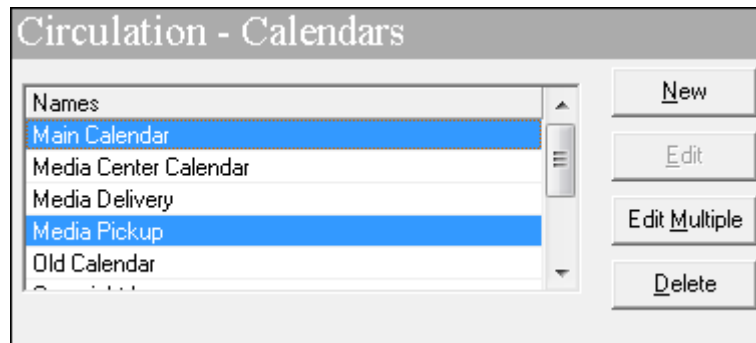 Circulation - Calendars
Names
Main Calendar
Media Center Calendar
Media Delivery
Media Pickup
Old Calendar
New
Edit
Edit Multiple
Delete